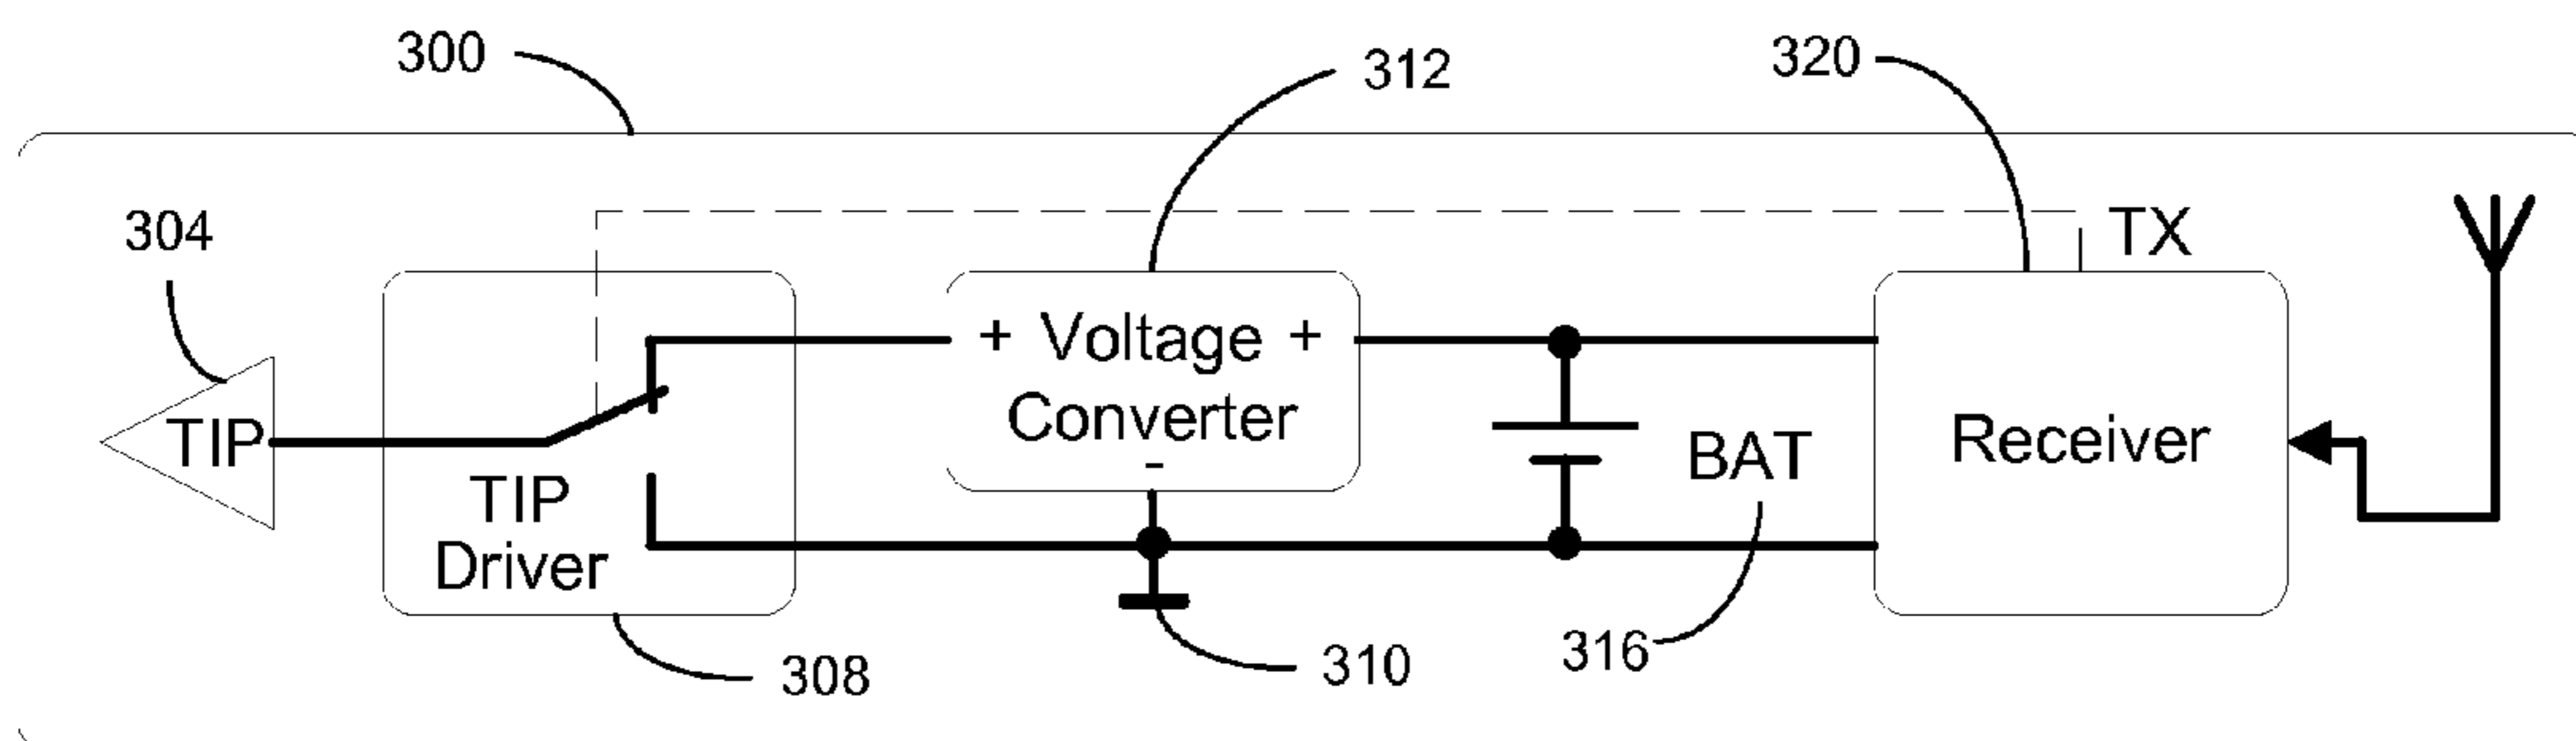 300
312
320
304
TX
+ Voltage +
Converter
-
TIP
TIP
Driver
BAT
Receiver
308
310
316